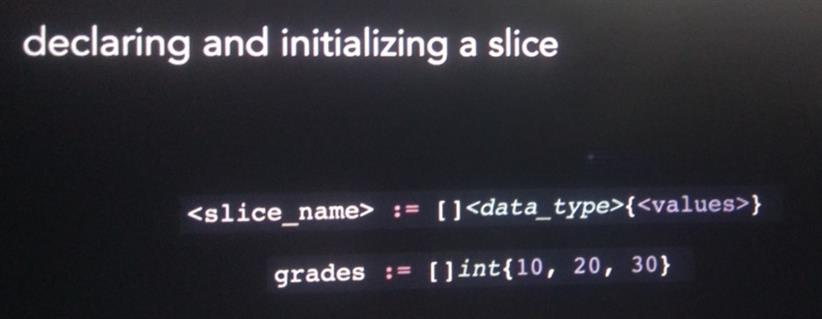 declaring and initializing a slice
<slice_name> := []<data_type>{<values>}
grades := []int{10, 20, 30}